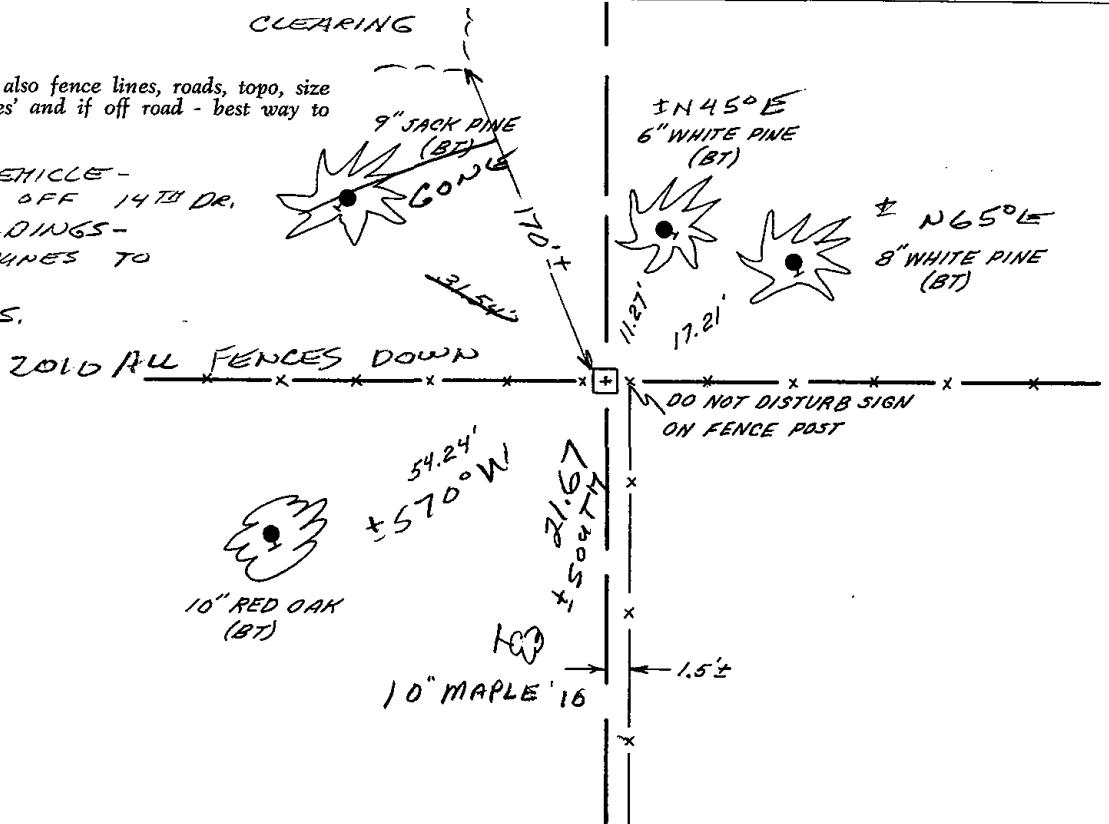 CLEARING
also fence lines, roads, topo, size
es' and if off road - best way to
9" JACK PINE
(BT)
GONE
EHICLE-
OFF 14TH DR.
DINGS-
UNES TO
S.
170'±
±N45°E
6" WHITE PINE
(BT)
± N65°E
8" WHITE PINE
(BT)
31.54'
11.27'
17.21'
2010 ALL FENCES DOWN
DO NOT DISTURB SIGN
ON FENCE POST
54.24'
±S70°W
21.67
±SOUTH
10" RED OAK
(BT)
10" MAPLE '16
1.5'±